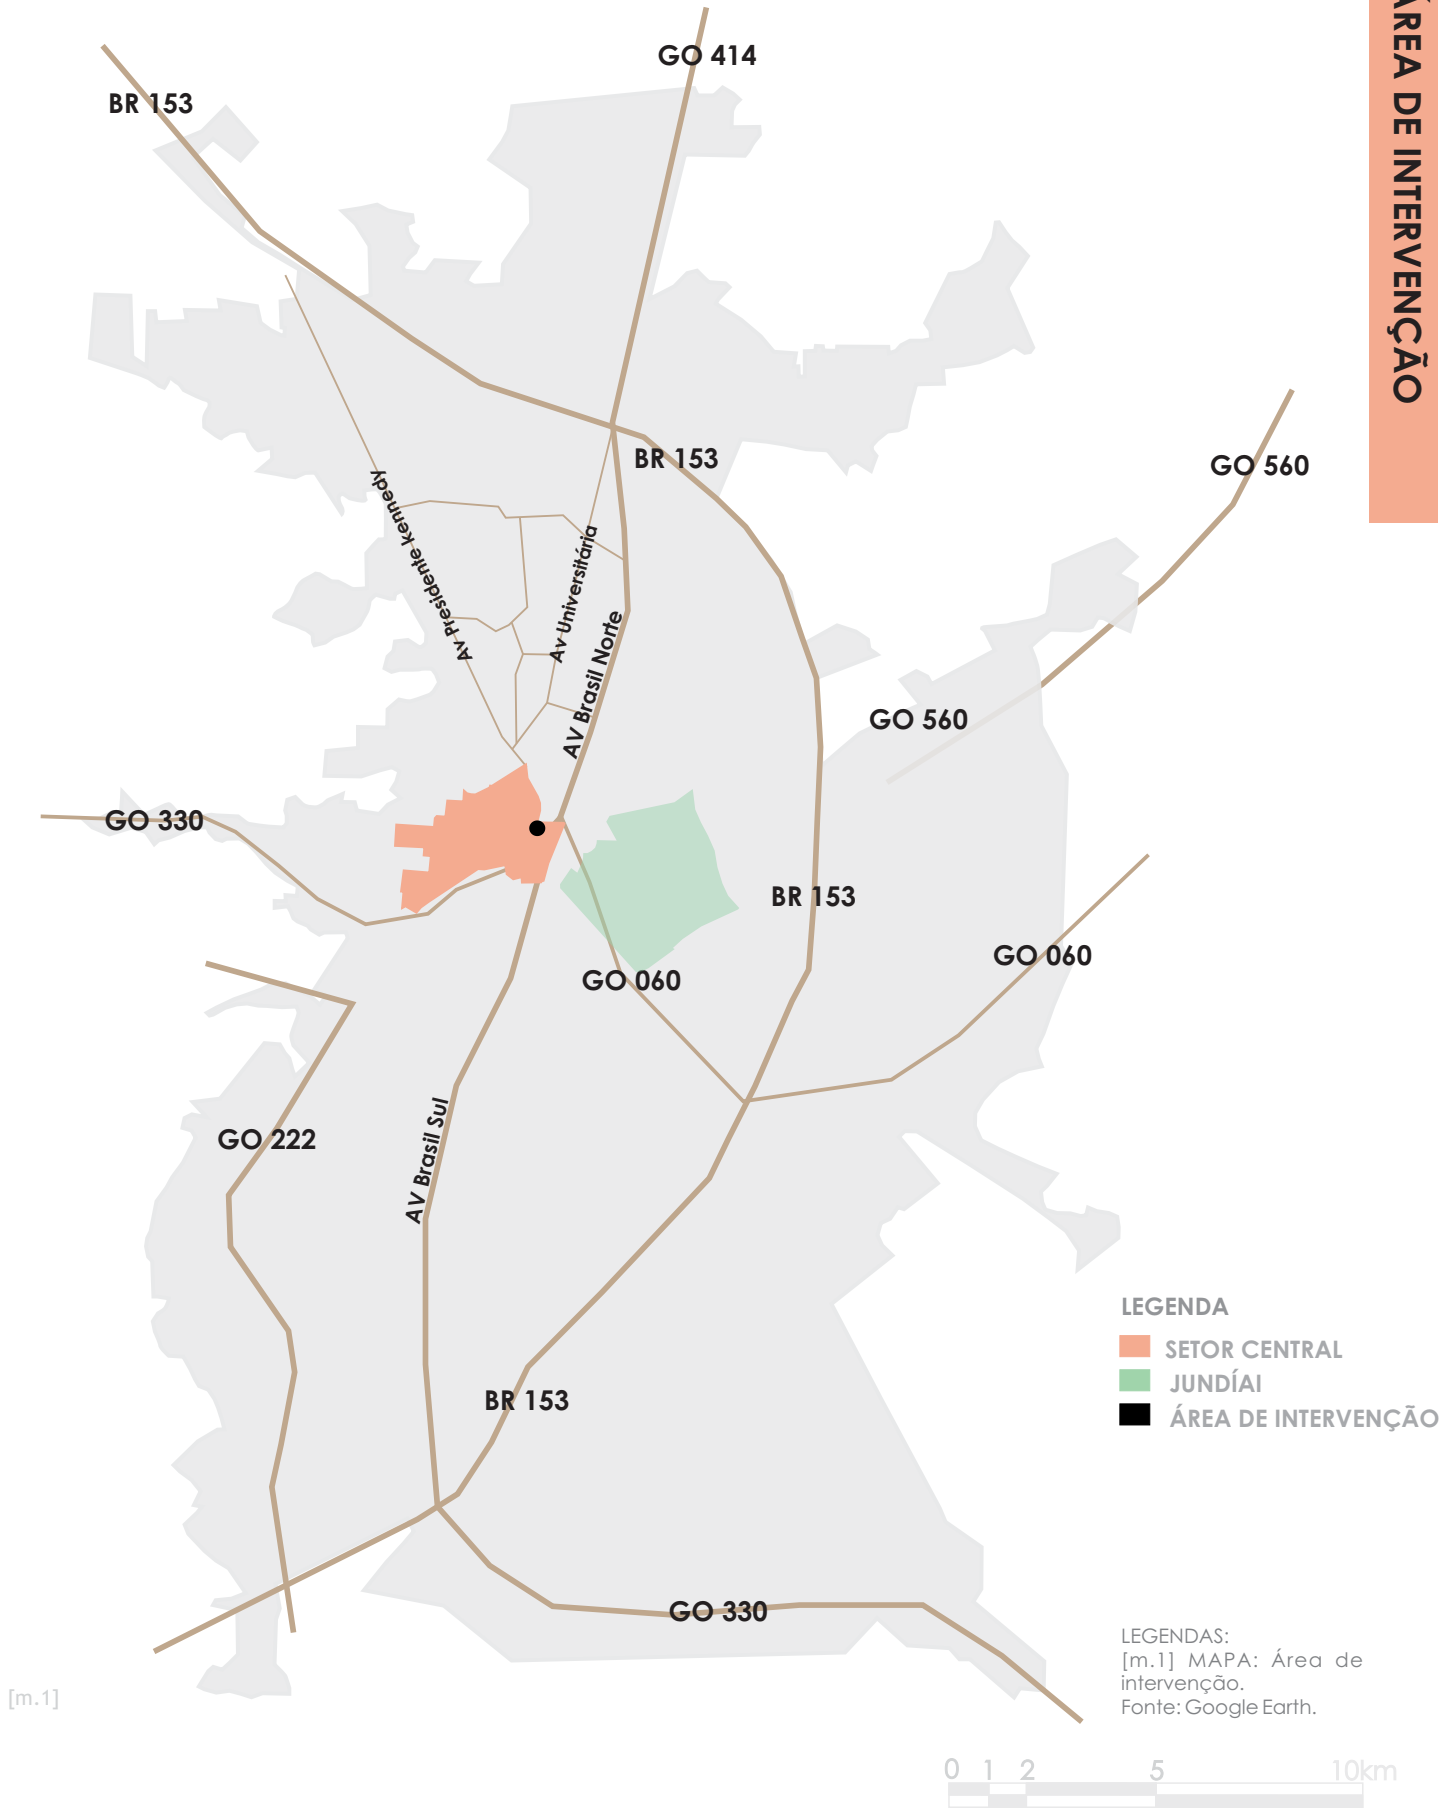 ÁREA DE INTERVENÇÃO
GO 414
BR 153
BR 153
GO 560
Av Presidente kennedy
Av Universitária
AV Brasil Norte
GO 560
GO 330
BR 153
GO 060
GO 060
GO 222
AV Brasil Sul
BR 153
GO 330
LEGENDA
SETOR CENTRAL
JUNDÍAI
ÁREA DE INTERVENÇÃO
LEGENDAS:
[m.1] MAPA: Área de
intervenção.
Fonte: Google Earth.
[m.1]
0 1 2 5 10km